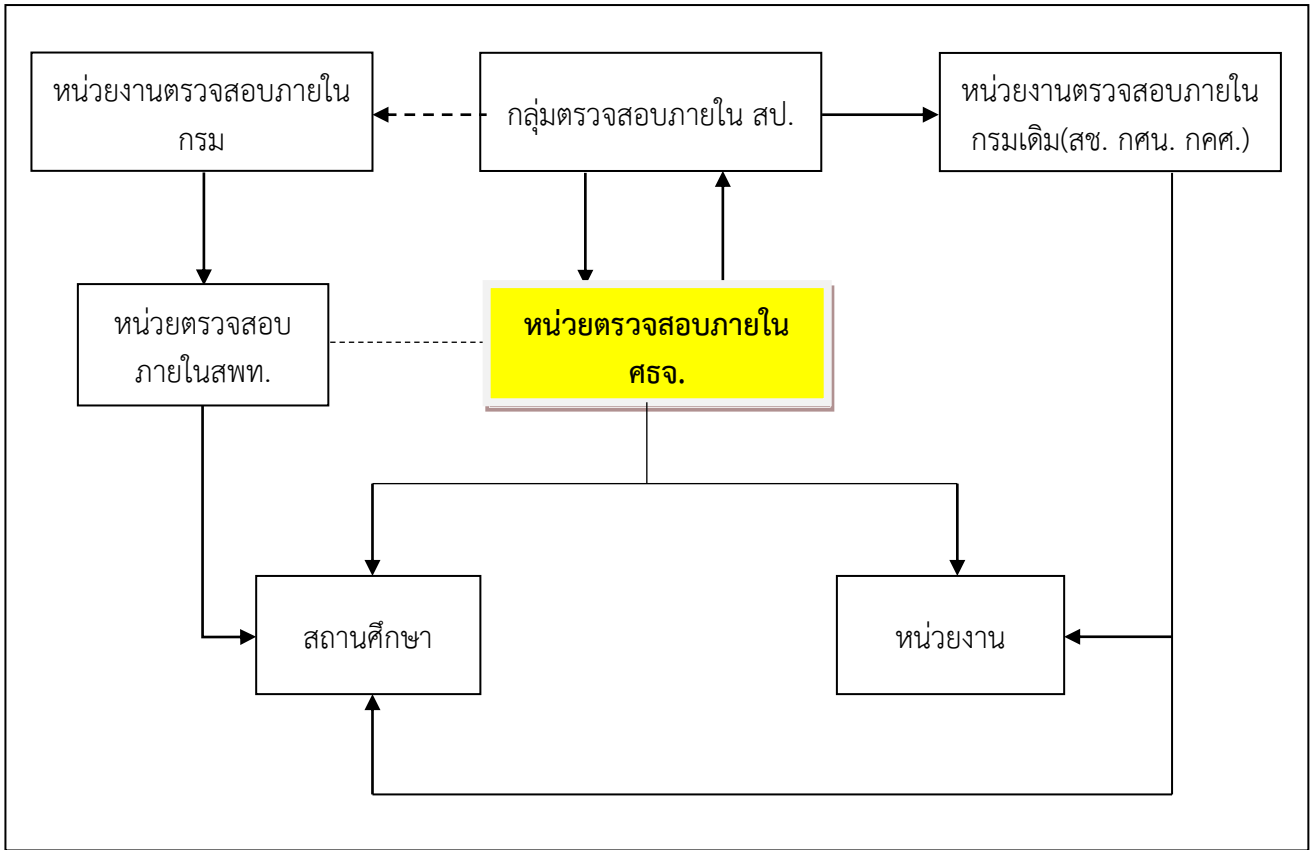 หน่วยงานตรวจสอบภายใน
กรม
กลุ่มตรวจสอบภายใน สป.
หน่วยงานตรวจสอบภายใน
กรมเดิม(สช. กศน. กคศ.)
หน่วยตรวจสอบ
ภายในสพท.
หน่วยตรวจสอบภายใน
ศธจ.
สถานศึกษา
หน่วยงาน